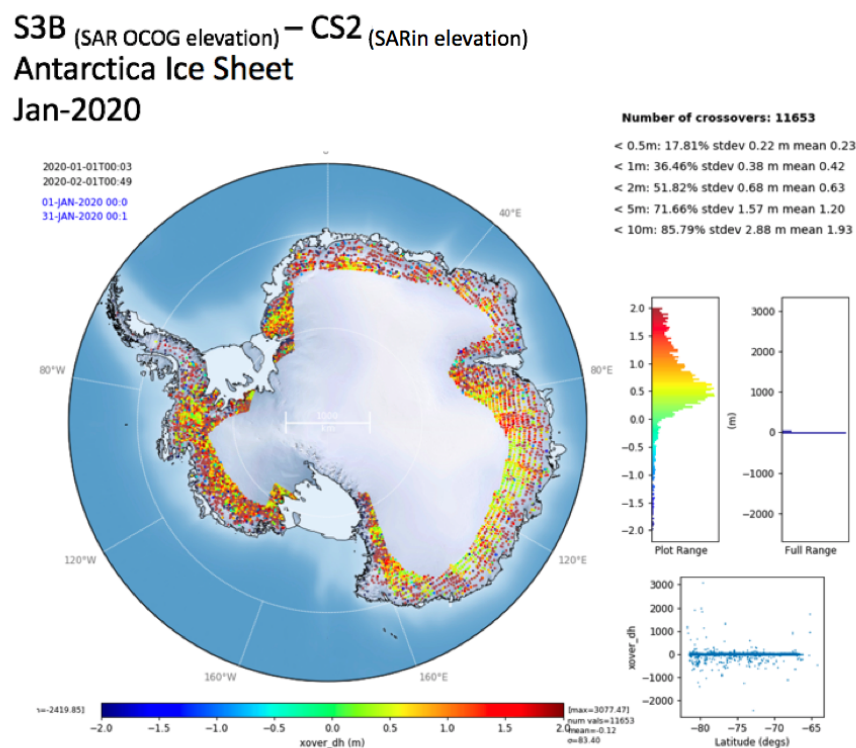 S3B (SAR OCOG elevation) – CS2 (SARin elevation)
Antarctica Ice Sheet
Jan-2020
Number of crossovers: 11653
< 0.5m: 17.81% stdev 0.22 m mean 0.23
< 1m: 36.46% stdev 0.38 m mean 0.42
< 2m: 51.82% stdev 0.68 m mean 0.63
< 5m: 71.66% stdev 1.57 m mean 1.20
< 10m: 85.79% stdev 2.88 m mean 1.93
2020-01-01T00:03
2020-02-01T00:49
01-JAN-2020 00:0
31-JAN-2020 00:1
40°E
80°W
80°E
1000
km
120°W
120°E
160°W
160°E
2.0
1.5
1.0
0.5
0.0
−0.5
−1.0
−1.5
−2.0
Plot Range
(m)
3000
2000
1000
0
−1000
−2000
Full Range
xover_dh
3000
2000
1000
0
−1000
−2000
−80
−75
−70
−65
Latitude (degs)
=-2419.85]
−2.0
−1.5
−1.0
−0.5
0.0
0.5
1.0
1.5
2.0
xover_dh (m)
[max=3077.47]
num vals=11653
mean=-0.12
σ=83.40